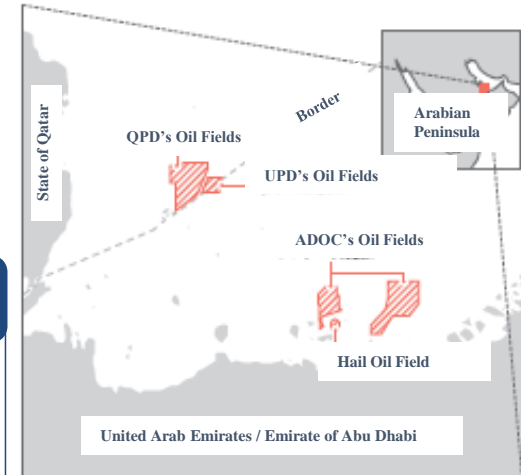 Border
Arabian
Peninsula
State of Qatar
QPD's Oil Fields
UPD's Oil Fields
ADOC's Oil Fields
Hail Oil Field
United Arab Emirates / Emirate of Abu Dhabi